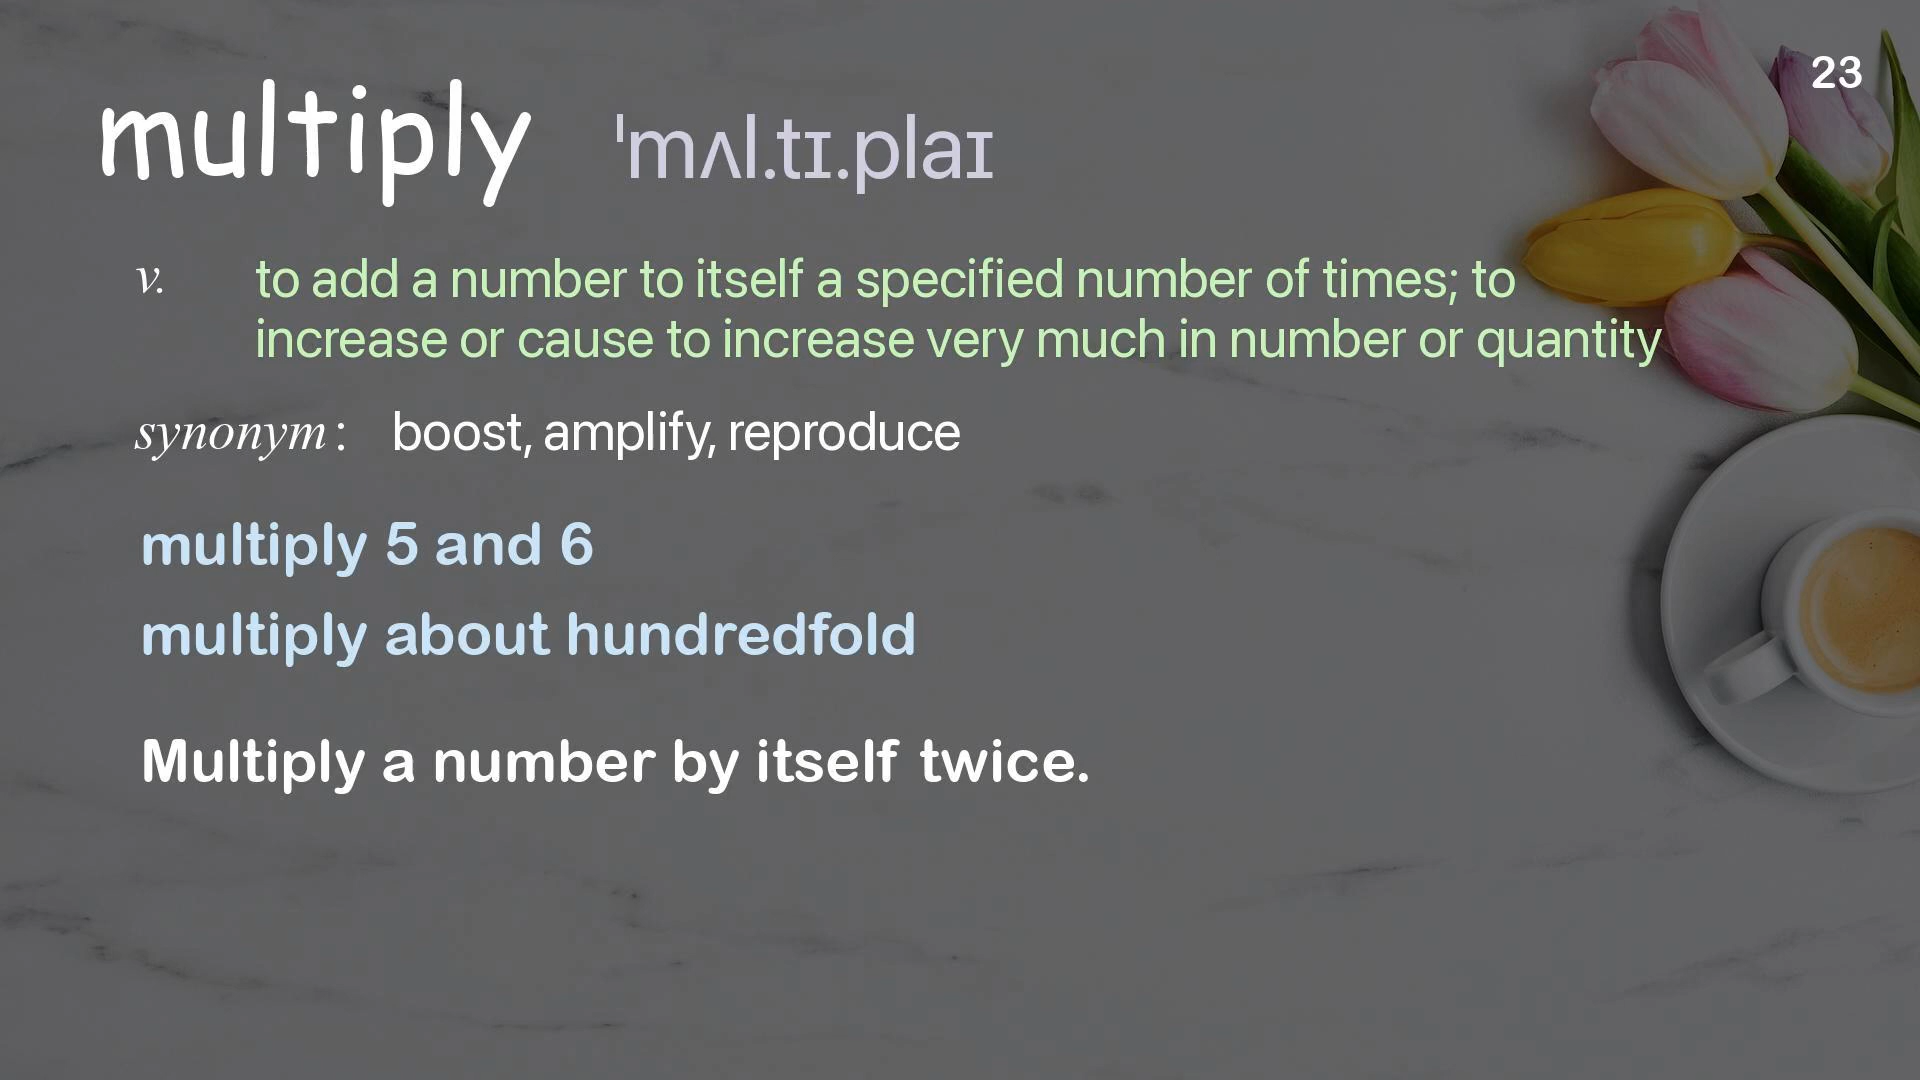 23
multiply ˈmʌl.tɪ.plaɪ
v. to add a number to itself a specified number of times; to
increase or cause to increase very much in number or quantity
synonym : boost, amplify, reproduce
multiply 5 and 6
multiply about hundredfold
Multiply a number by itself twice.